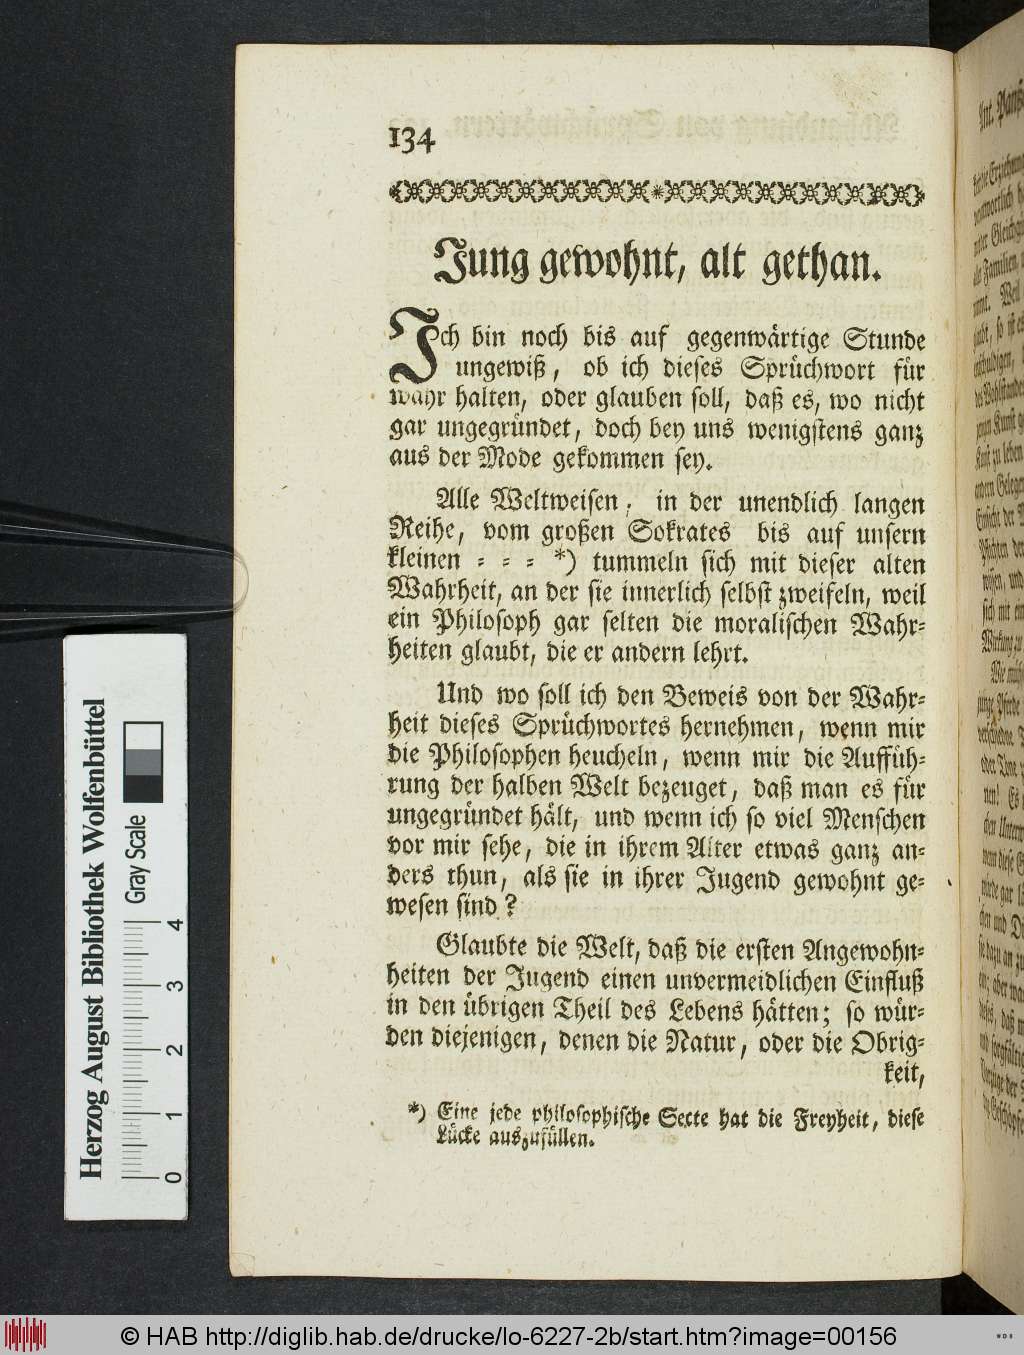 134
Jung gewohnt, alt gethan.
Ich bin noch bis auf gegenwärtige Stunde
ungewiß, ob ich dieses Sprüchwort für
wahr halten, oder glauben soll, daß es, wo nicht
gar ungegründet, doch bey uns wenigstens ganz
aus der Mode gekommen sey.
Alle Weltweisen, in der unendlich langen
Reihe, vom großen Sokrates bis auf unsern
kleinen = = = *) tummeln sich mit dieser alten
Wahrheit, an der sie innerlich selbst zweifeln, weil
ein Philosoph gar selten die moralischen Wahr=
heiten glaubt, die er andern lehrt.
Und wo soll ich den Beweis von der Wahr=
heit dieses Sprüchwortes hernehmen, wenn mir
die Philosophen heucheln, wenn mir die Auffüh=
rung der halben Welt bezeuget, daß man es für
ungegründet hält, und wenn ich so viel Menschen
vor mir sehe, die in ihrem Alter etwas ganz an=
ders thun, als sie in ihrer Jugend gewohnt ge=
wesen sind?
Glaubte die Welt, daß die ersten Angewohn=
heiten der Jugend einen unvermeidlichen Einfluß
in den übrigen Theil des Lebens hätten; so wür=
den diejenigen, denen die Natur, oder die Obrig=
keit,
*) Eine jede philosophische Secte hat die Freyheit, diese
Lücke auszufüllen.
Herzog August Bibliothek Wolfenbüttel
Gray Scale
0 1 2 3 4
© HAB http://diglib.hab.de/drucke/lo-6227-2b/start.htm?image=00156